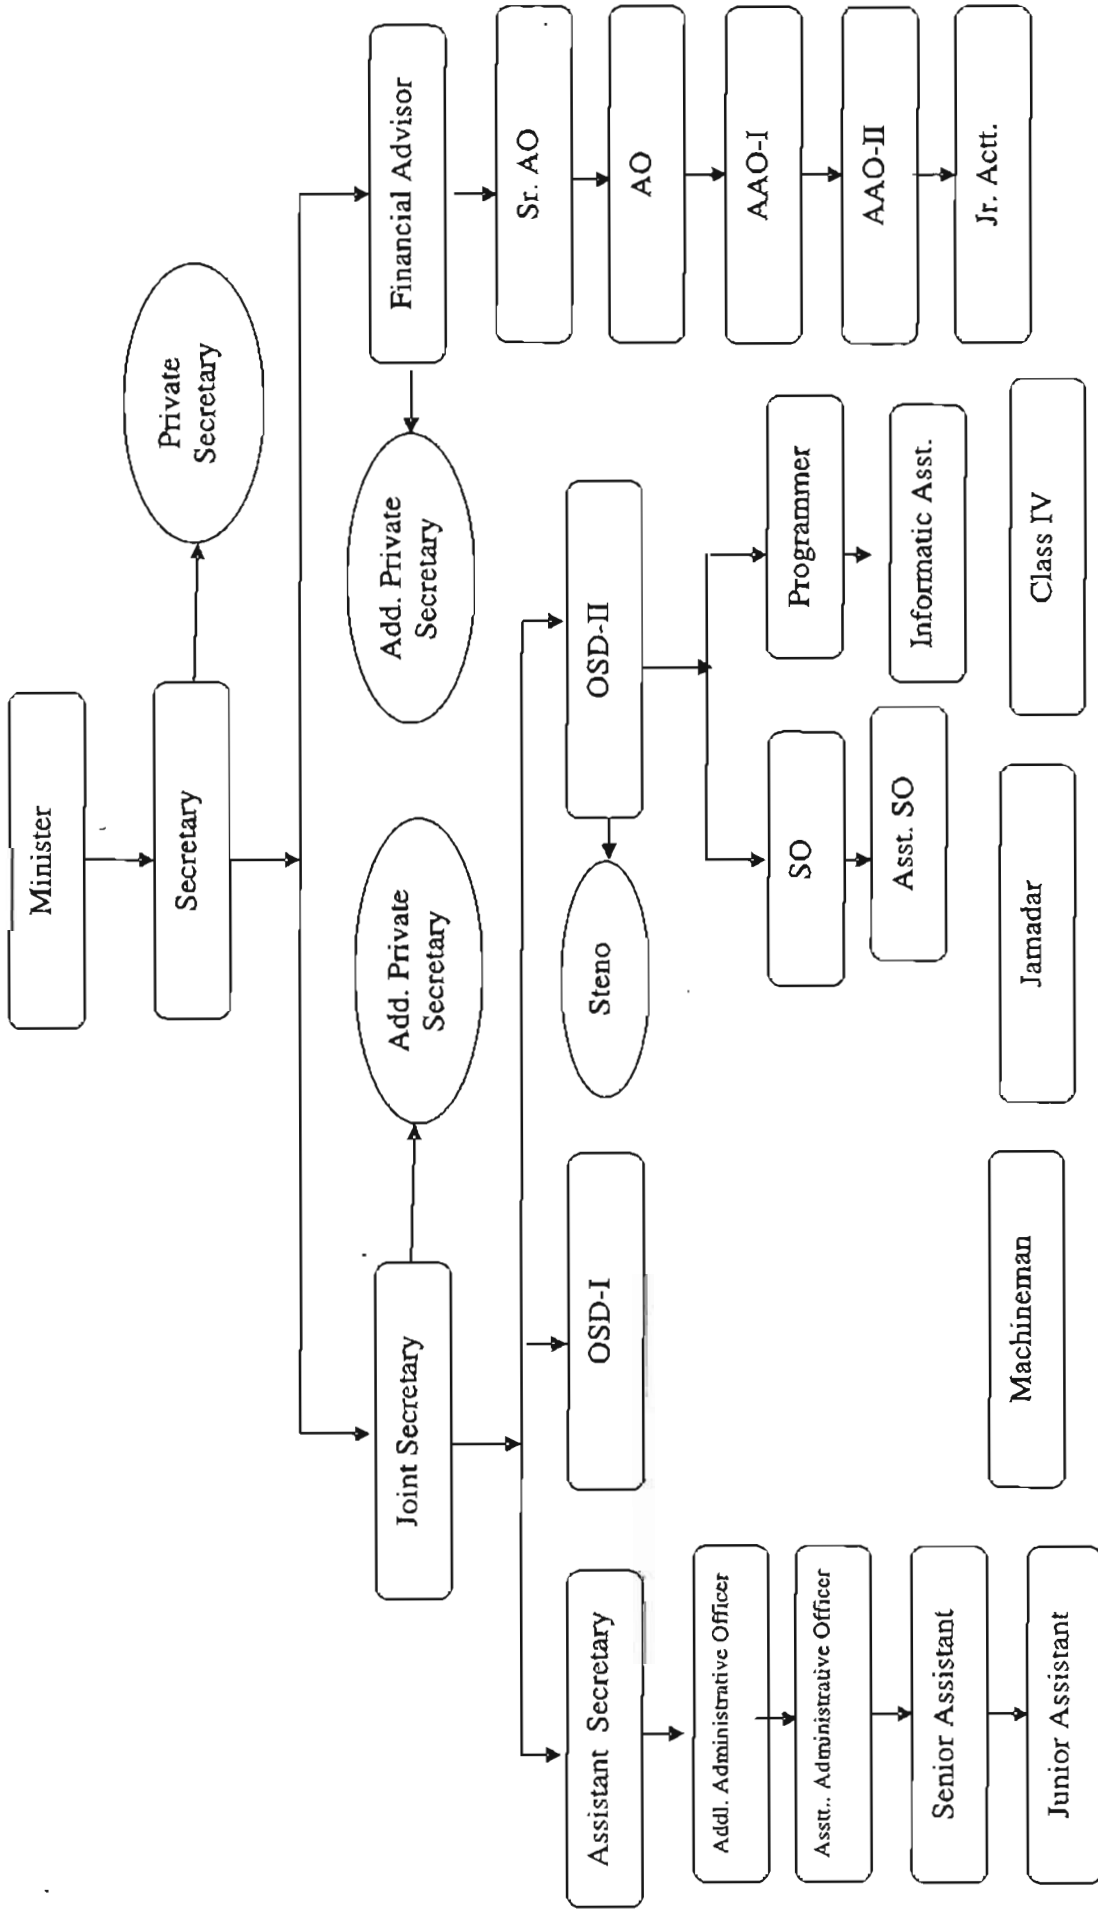 Minister
Secretary
Private
Secretary
Joint Secretary
Add. Private
Secretary
Add. Private
Secretary
Financial Advisor
Assistant Secretary
OSD-I
Steno
OSD-II
Sr. AO
AO
AAO-I
AAO-II
Jr. Actt.
Addl. Administrative Officer
Asstt.. Administrative Officer
Senior Assistant
Junior Assistant
SO
Asst. SO
Programmer
Informatic Asst.
Machineman
Jamadar
Class IV